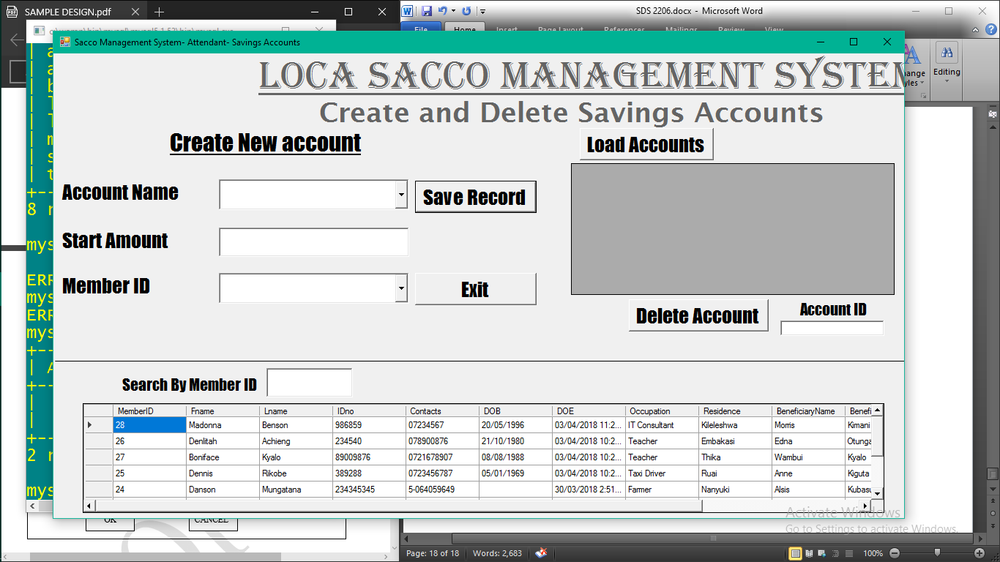 SAMPLE DESIGN.pdf
SDS 2206.docx - Microsoft Word
File Home Insert Page Layout References Mailings Review View
Sacco Management System- Attendant- Savings Accounts
LOCA SACCO MANAGEMENT SYSTEM
Editing
Create and Delete Savings Accounts
Create New account
Load Accounts
Account Name
Save Record
Start Amount
Member ID
Exit
Delete Account
Account ID
Search By Member ID
MemberID Fname Lname IDno Contacts DOB DOE Occupation Residence BeneficiaryName Benefi
28 Madonna Benson 986859 07234567 20/05/1996 03/04/2018 11:2... IT Consultant Kileleshwa Morris Kimani
26 Denlitah Achieng 234540 078900876 21/10/1980 03/04/2018 10:2... Teacher Embakasi Edna Otunga
27 Boniface Kyalo 89009876 0721678907 08/08/1988 03/04/2018 10:2... Teacher Thika Wambui Kyalo
25 Dennis Rikobe 389288 0723456787 05/01/1969 03/04/2018 10:2... Taxi Driver Ruai Anne Kiguta
24 Danson Mungatana 234345345 5-064059649 30/03/2018 2:51... Farmer Nanyuki Alsis Kubasu
8 r
mys
ERR
mys
ERR
mys
2 r
mys
OK CANCEL
Activate Windows
Go to Settings to activate Windows.
Page: 18 of 18 Words: 2,683 100%